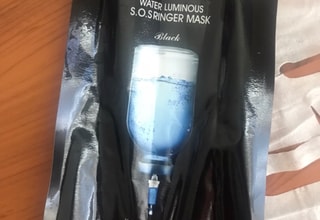 WATER LUMINOUS
S.O.S RINGER MASK
Black